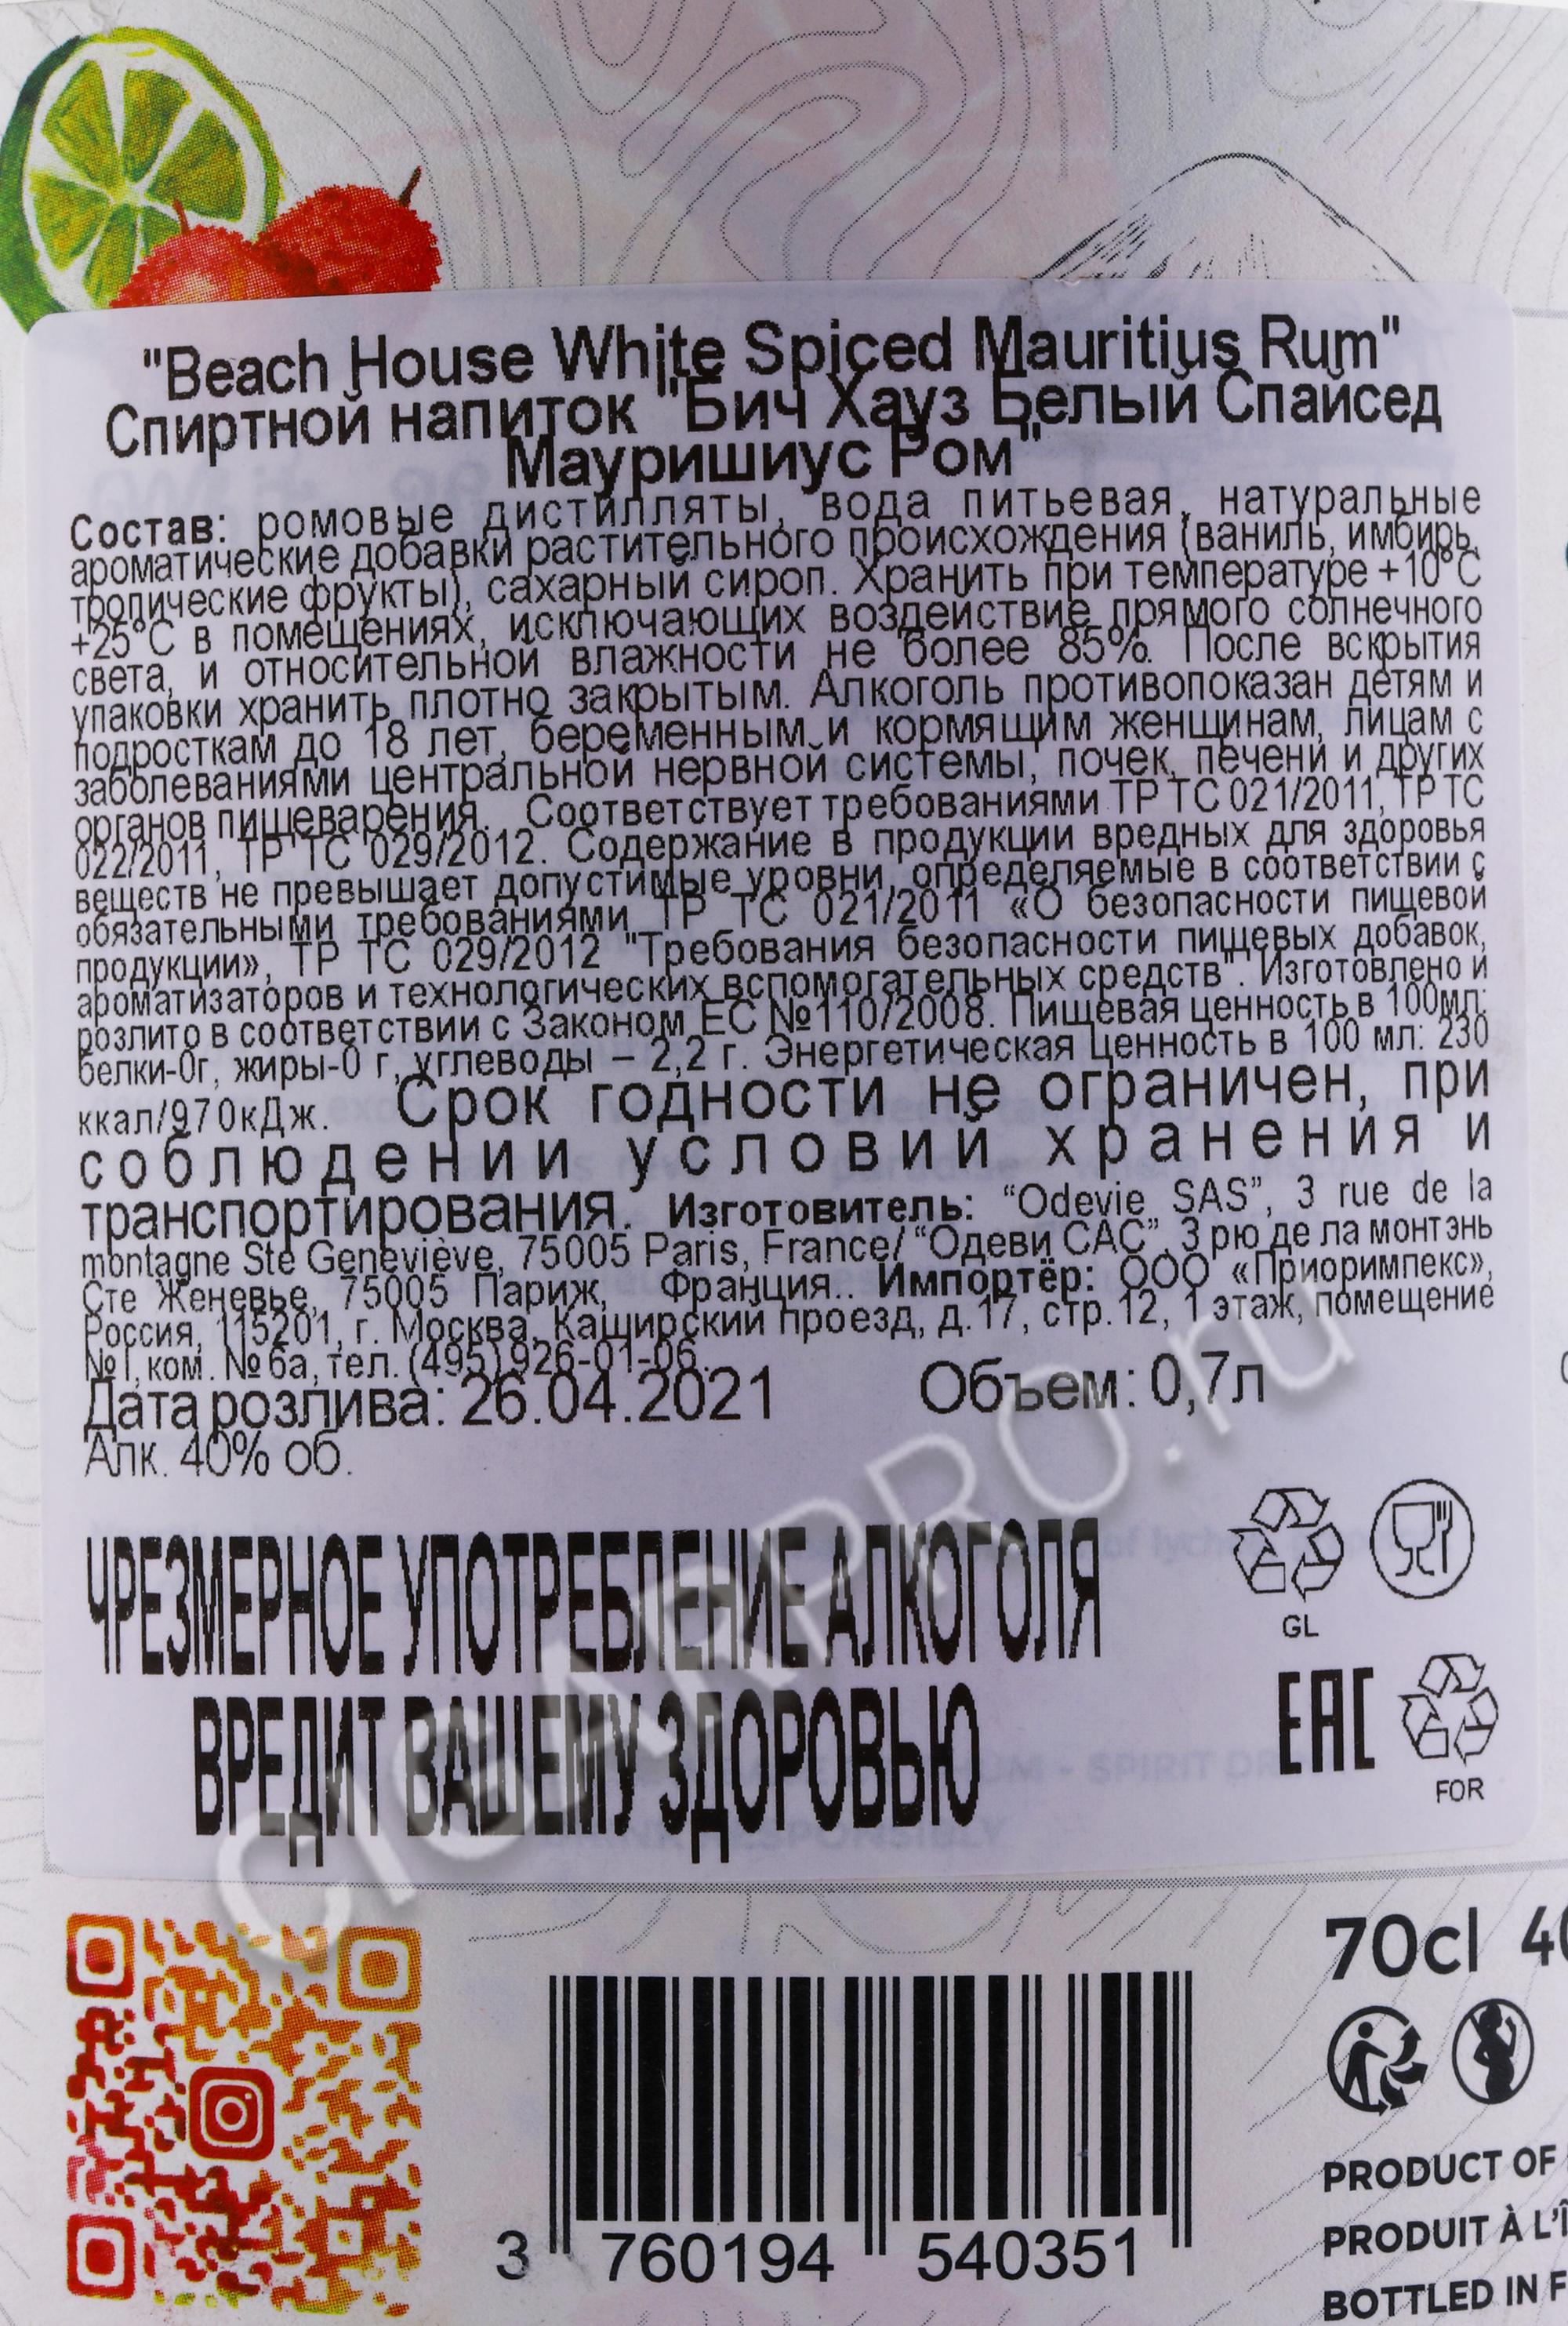 "Beach House White Spiced Mauritius Rum"
Спиртной напиток "Бич Хауз Белый Спайсед
Мауришиус Ром"
Состав: ромовые дистилляты, вода питьевая, натуральные
ароматические добавки растительного происхождения (ваниль, имбирь,
тропические фрукты), сахарный сироп. Хранить при температуре +10°С
+25°С в помещениях, исключающих воздействие прямого солнечного
света, и относительной влажности не более 85%. После вскрытия
упаковки хранить плотно закрытым. Алкоголь противопоказан детям и
подросткам до 18 лет, беременным и кормящим женщинам, лицам с
заболеваниями центральной нервной системы, почек, печени и других
органов пищеварения. Соответствует требованиями ТР ТС 021/2011, ТР ТС
022/2011, ТР ТС 029/2012. Содержание в продукции вредных для здоровья
веществ не превышает допустимые уровни, определяемые в соответствии с
обязательными требованиями ТР ТС 021/2011 «О безопасности пищевой
продукции», ТР ТС 029/2012 "Требования безопасности пищевых добавок,
ароматизаторов и технологических вспомогательных средств". Изготовлено и
розлито в соответствии с Законом ЕС №110/2008. Пищевая ценность в 100мл:
белки-0г, жиры-0 г, углеводы – 2,2 г. Энергетическая ценность в 100 мл: 230
ккал/970кДж. Срок годности не ограничен, при
соблюдении условий хранения и
транспортирования. Изготовитель: “Odevie SAS”, 3 rue de la
montagne Ste Geneviève, 75005 Paris, France/ “Одеви САС”, 3 рю де ла монтэнь
Сте Женевье, 75005 Париж, Франция.. Импортёр: ООО «Приоримпекс»,
Россия, 115201, г. Москва, Каширский проезд, д.17, стр.12, 1 этаж, помещение
№I, ком. №6а, тел. (495) 926-01-06.
Дата розлива: 26.04.2021 Объем: 0,7л
Алк. 40% об.
ЧРЕЗМЕРНОЕ УПОТРЕБЛЕНИЕ АЛКОГОЛЯ
ВРЕДИТ ВАШЕМУ ЗДОРОВЬЮ
GL
EAC
FOR
CIGARPRO.ru
70cl
3 760194 540351
PRODUCT OF
PRODUIT À L'Î
BOTTLED IN F